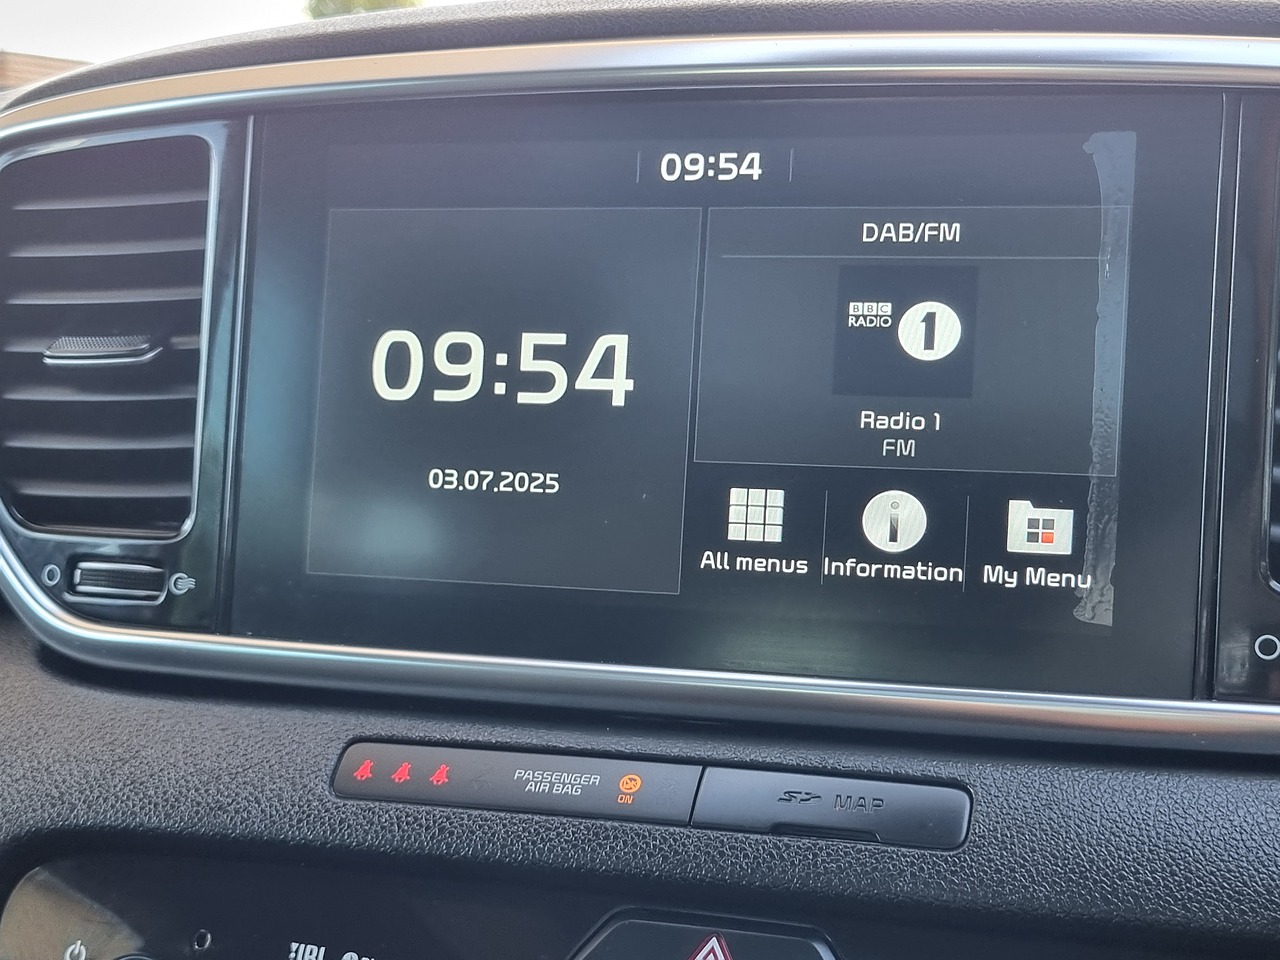 09:54
09:54
03.07.2025
DAB/FM
BBC
RADIO
1
Radio 1
FM
All menus
Information
My Menu
PASSENGER
AIR BAG
ON
MAP